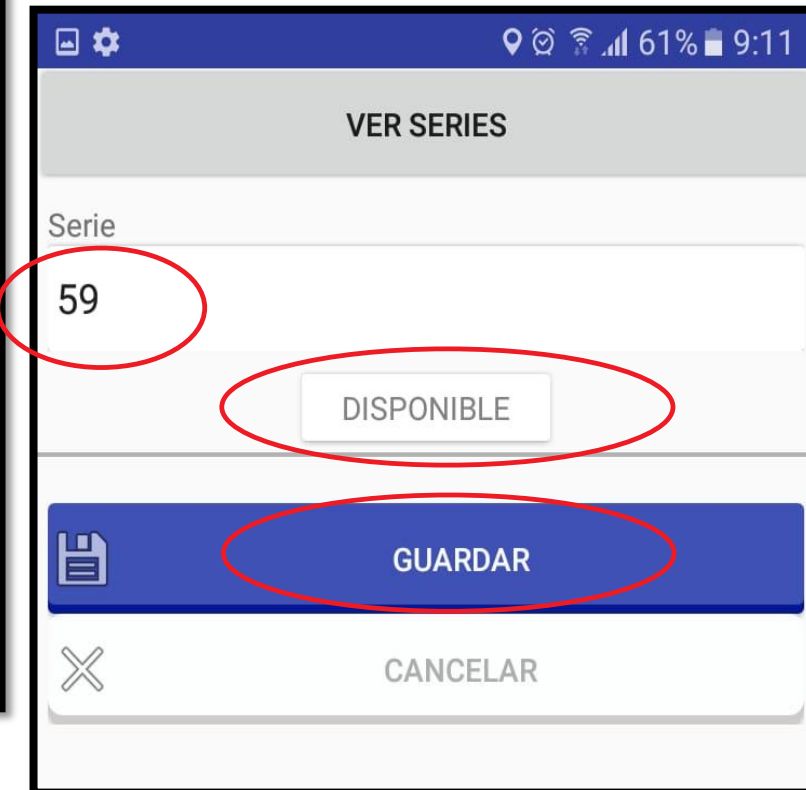 61% 9:11
VER SERIES
Serie
59
DISPONIBLE
GUARDAR
CANCELAR